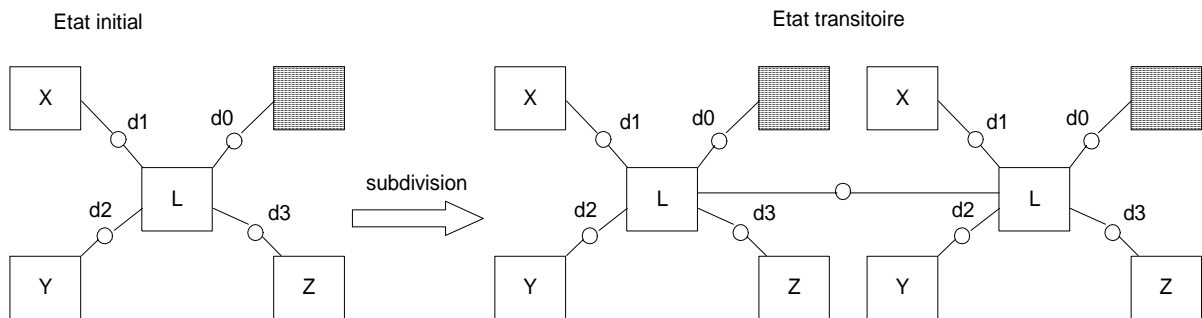 Etat initial Etat transitoire
X X X
d1 d0 d1 d0 d1 d0
L subdivision L L
d2 d3 d2 d3 d2 d3
Y Z Y Z Y Z